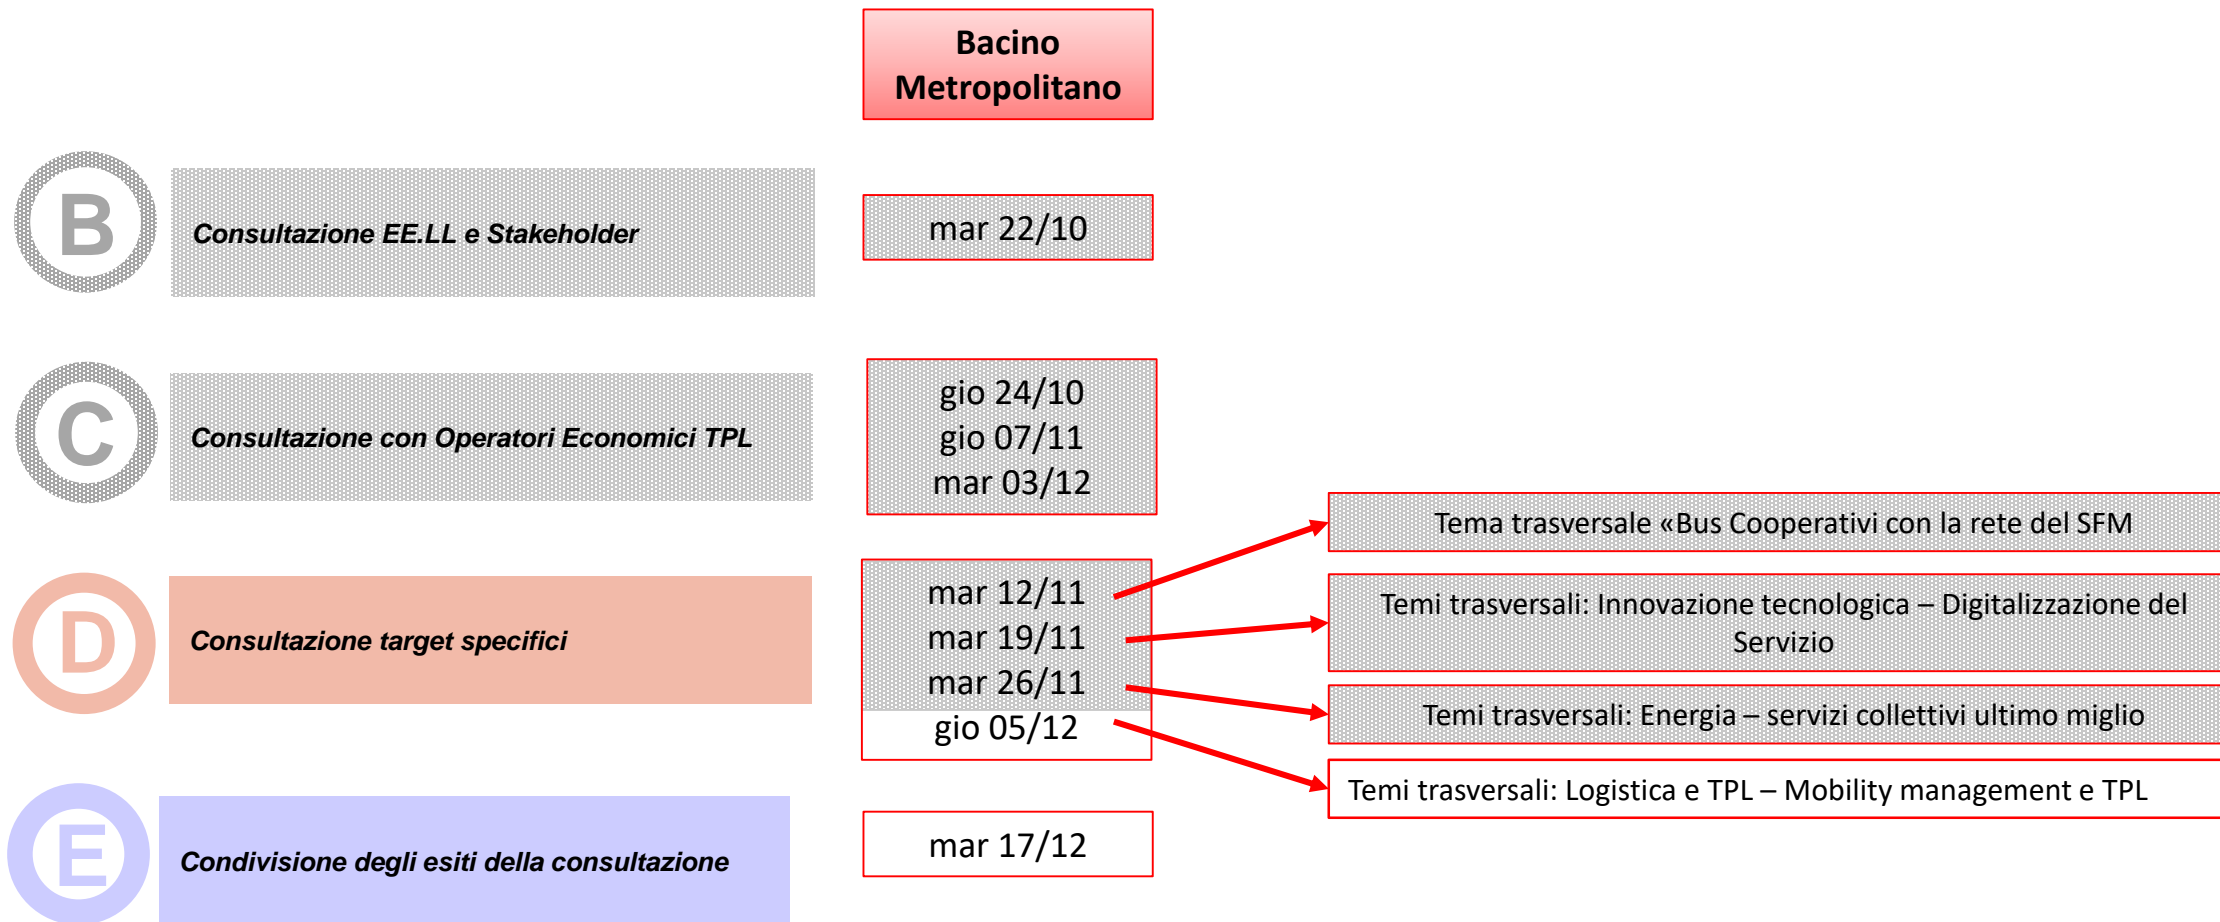 Bacino
Metropolitano
B
Consultazione EE.LL e Stakeholder
mar 22/10
C
Consultazione con Operatori Economici TPL
gio 24/10
gio 07/11
mar 03/12
D
Consultazione target specifici
mar 12/11
mar 19/11
mar 26/11
gio 05/12
Tema trasversale «Bus Cooperativi con la rete del SFM
Temi trasversali: Innovazione tecnologica – Digitalizzazione del
Servizio
Temi trasversali: Energia – servizi collettivi ultimo miglio
Temi trasversali: Logistica e TPL – Mobility management e TPL
E
Condivisione degli esiti della consultazione
mar 17/12